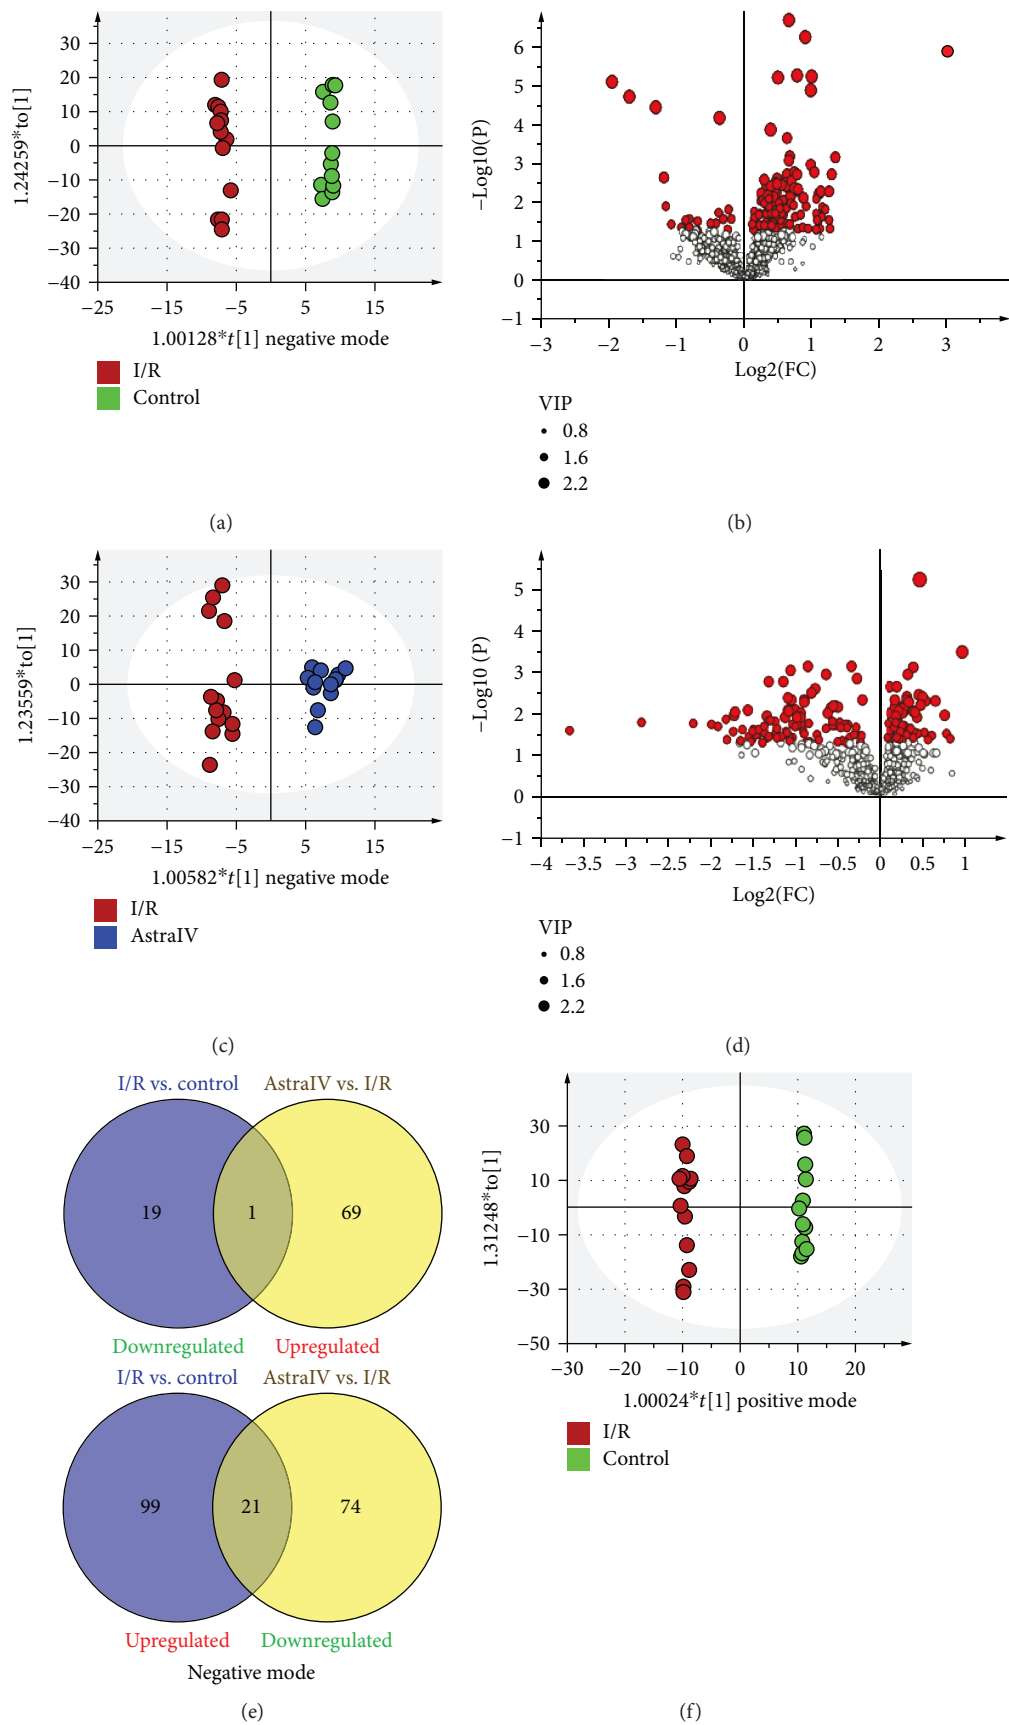 30
20
10
0
−10
−20
−30
−40
−25
−15
−5
5
15
1.24259*to[1]
1.00128*t[1] negative mode
I/R
Control
(a)
6
5
4
3
2
1
0
−1
−3
−2
−1
0
1
2
3
−Log10(P)
Log2(FC)
VIP
0.8
1.6
2.2
(b)
30
20
10
0
−10
−20
−30
−40
−25
−15
−5
5
15
1.23559*to[1]
1.00582*t[1] negative mode
I/R
AstraIV
(c)
5
4
3
2
1
0
−1
−4
−3.5
−3
−2.5
−2
−1.5
−1
−0.5
0
0.5
1
−Log10 (P)
Log2(FC)
VIP
0.8
1.6
2.2
(d)
I/R vs. control
AstraIV vs. I/R
19
1
69
Downregulated
Upregulated
I/R vs. control
AstraIV vs. I/R
99
21
74
Upregulated
Downregulated
Negative mode
(e)
30
10
−10
−30
−50
−30
−20
−10
0
10
20
1.31248*to[1]
1.00024*t[1] positive mode
I/R
Control
(f)